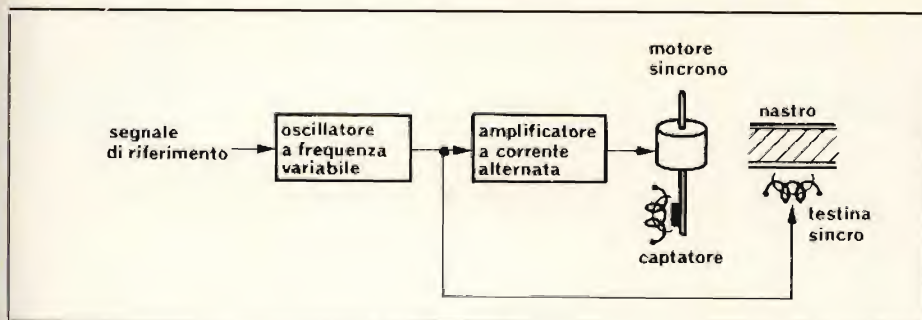 segnale
di riferimento
oscillatore
a frequenza
variabile
amplificatore
a corrente
alternata
motore
sincrono
captatore
nastro
testina
sincro